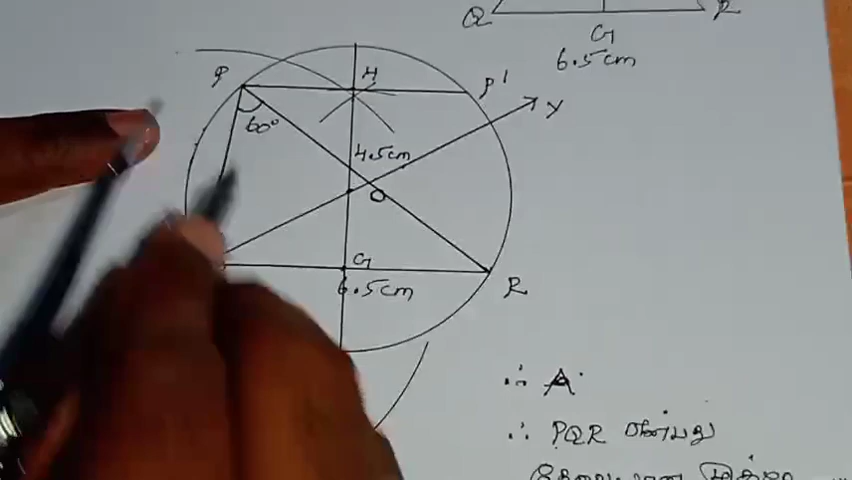 Q R
G
6.5cm
P H P'
60° Y
4.5cm
O
G
6.5cm R
∴ A
∴ PQR என்பது
தேவையான